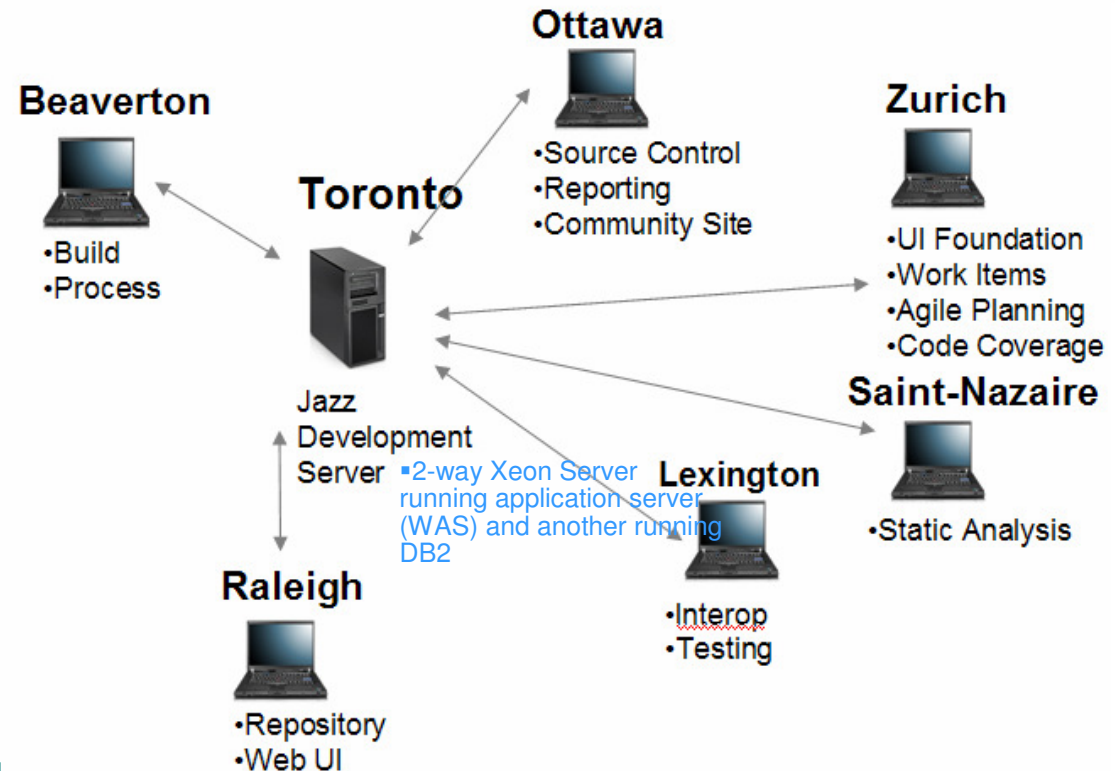 Ottawa
•Source Control
•Reporting
•Community Site
Beaverton
•Build
•Process
Zurich
•UI Foundation
•Work Items
•Agile Planning
•Code Coverage
Toronto
Jazz
Development
Server
▪2-way Xeon Server
running application server
(WAS) and another running
DB2
Saint-Nazaire
•Static Analysis
Lexington
•Interop
•Testing
Raleigh
•Repository
•Web UI